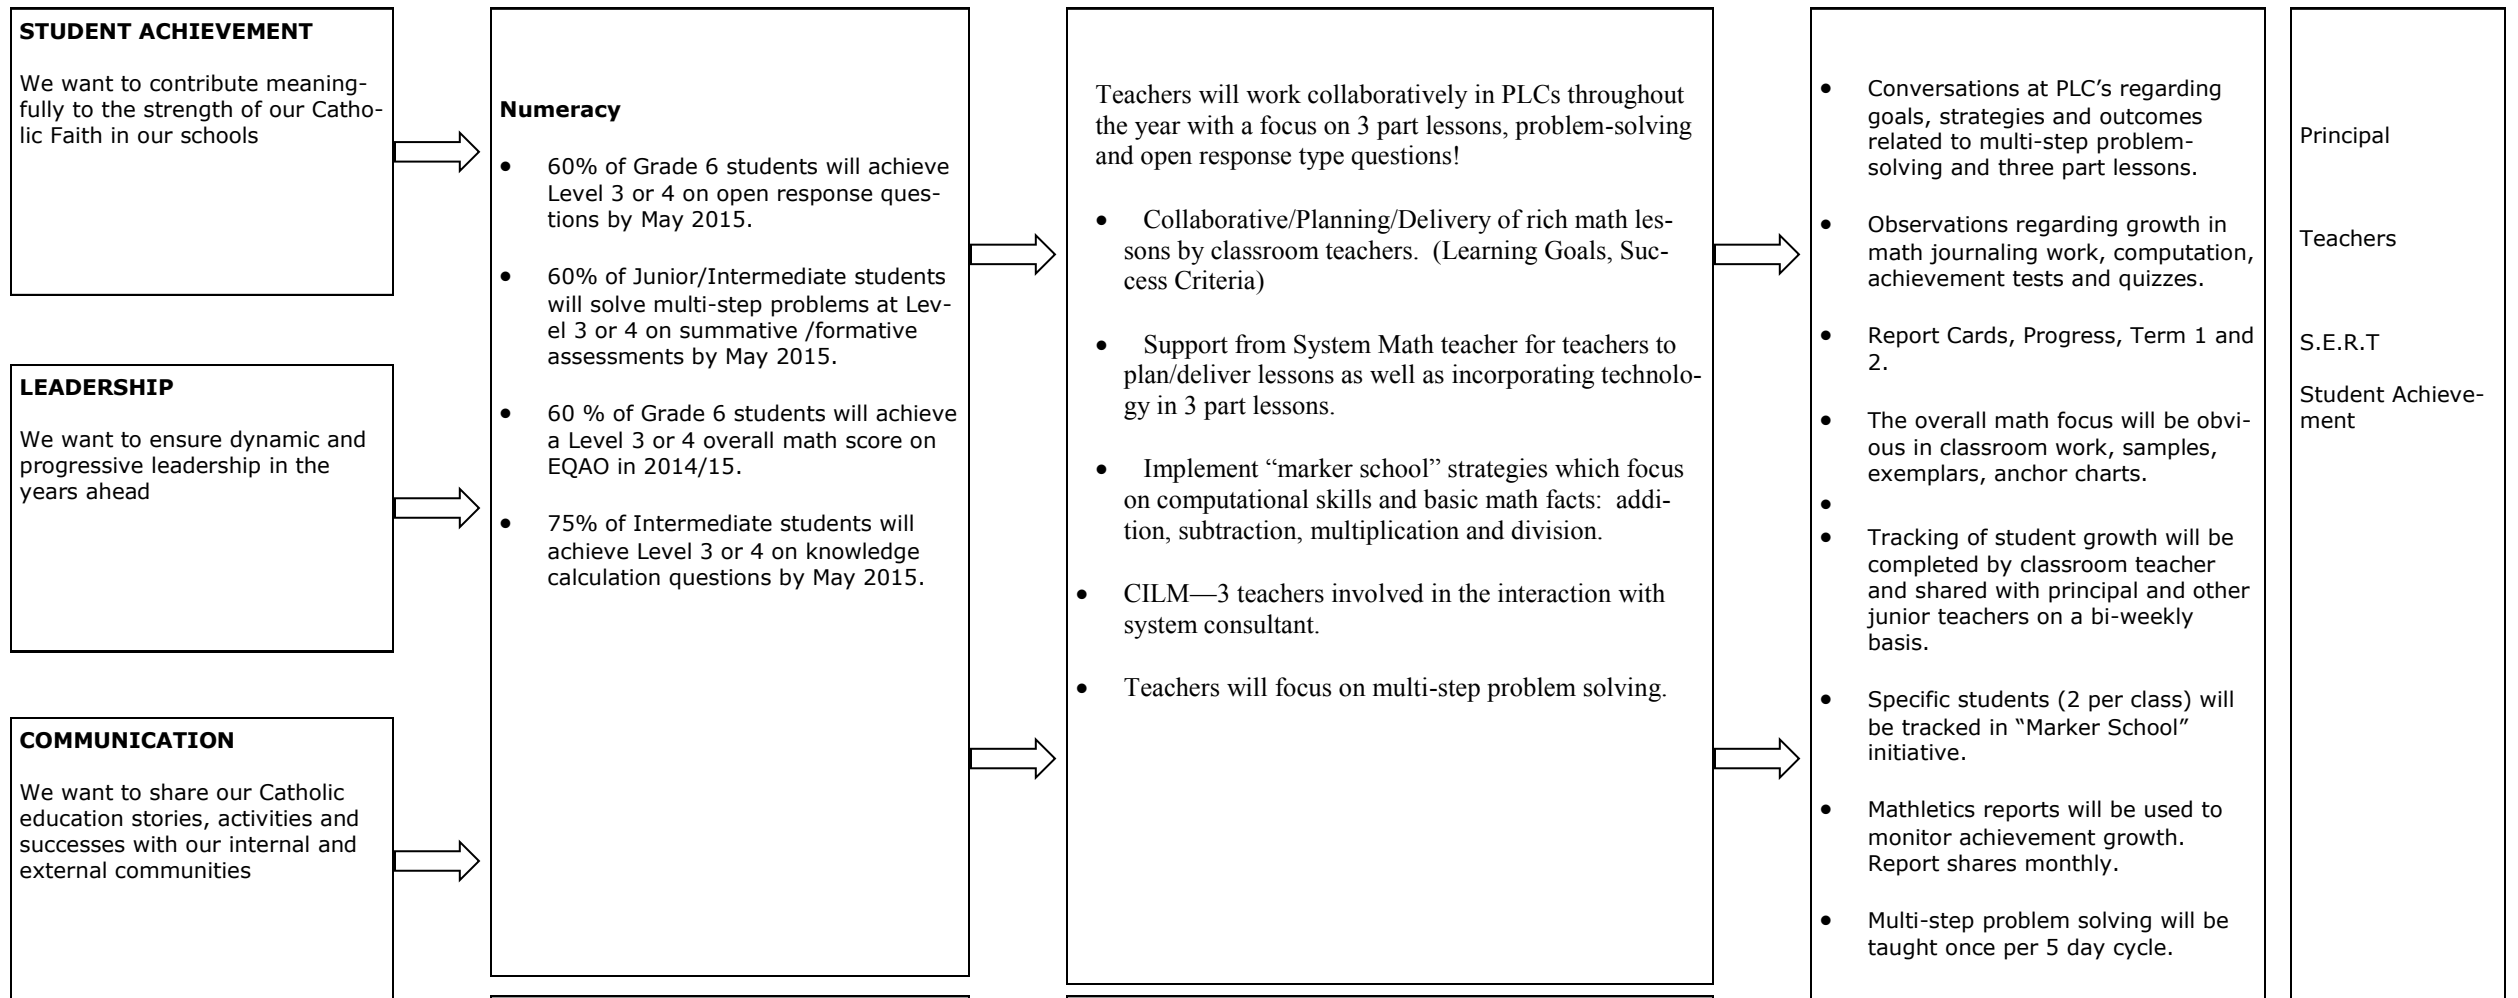 STUDENT ACHIEVEMENT
We want to contribute meaning-
fully to the strength of our Catho-
lic Faith in our schools
LEADERSHIP
We want to ensure dynamic and
progressive leadership in the
years ahead
COMMUNICATION
We want to share our Catholic
education stories, activities and
successes with our internal and
external communities
Numeracy
• 60% of Grade 6 students will achieve
Level 3 or 4 on open response ques-
tions by May 2015.
• 60% of Junior/Intermediate students
will solve multi-step problems at Lev-
el 3 or 4 on summative /formative
assessments by May 2015.
• 60 % of Grade 6 students will achieve
a Level 3 or 4 overall math score on
EQAO in 2014/15.
• 75% of Intermediate students will
achieve Level 3 or 4 on knowledge
calculation questions by May 2015.
Teachers will work collaboratively in PLCs throughout
the year with a focus on 3 part lessons, problem-solving
and open response type questions!
• Collaborative/Planning/Delivery of rich math les-
sons by classroom teachers.  (Learning Goals, Suc-
cess Criteria)
• Support from System Math teacher for teachers to
plan/deliver lessons as well as incorporating technolo-
gy in 3 part lessons.
• Implement “marker school” strategies which focus
on computational skills and basic math facts:  addi-
tion, subtraction, multiplication and division.
• CILM—3 teachers involved in the interaction with
system consultant.
• Teachers will focus on multi-step problem solving.
• Conversations at PLC’s regarding
goals, strategies and outcomes
related to multi-step problem-
solving and three part lessons.
• Observations regarding growth in
math journaling work, computation,
achievement tests and quizzes.
• Report Cards, Progress, Term 1 and
2.
• The overall math focus will be obvi-
ous in classroom work, samples,
exemplars, anchor charts.
•
• Tracking of student growth will be
completed by classroom teacher
and shared with principal and other
junior teachers on a bi-weekly
basis.
• Specific students (2 per class) will
be tracked in “Marker School”
initiative.
• Mathletics reports will be used to
monitor achievement growth.
Report shares monthly.
• Multi-step problem solving will be
taught once per 5 day cycle.
Principal
Teachers
S.E.R.T
Student Achieve-
ment